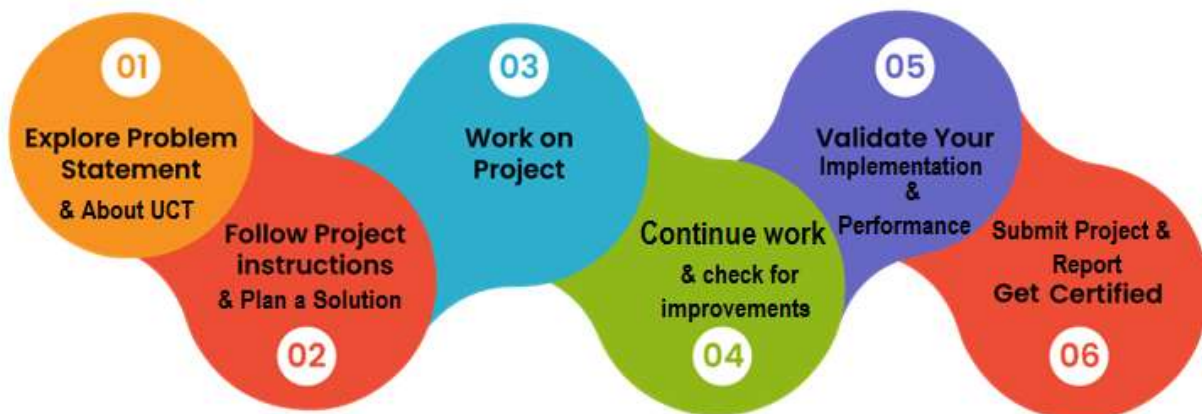 01
Explore Problem
Statement
& About UCT
Follow Project
instructions
& Plan a Solution
02
03
Work on
Project
Continue work
& check for
improvements
04
05
Validate Your
Implementation
&
Performance
Submit Project &
Report
Get Certified
06